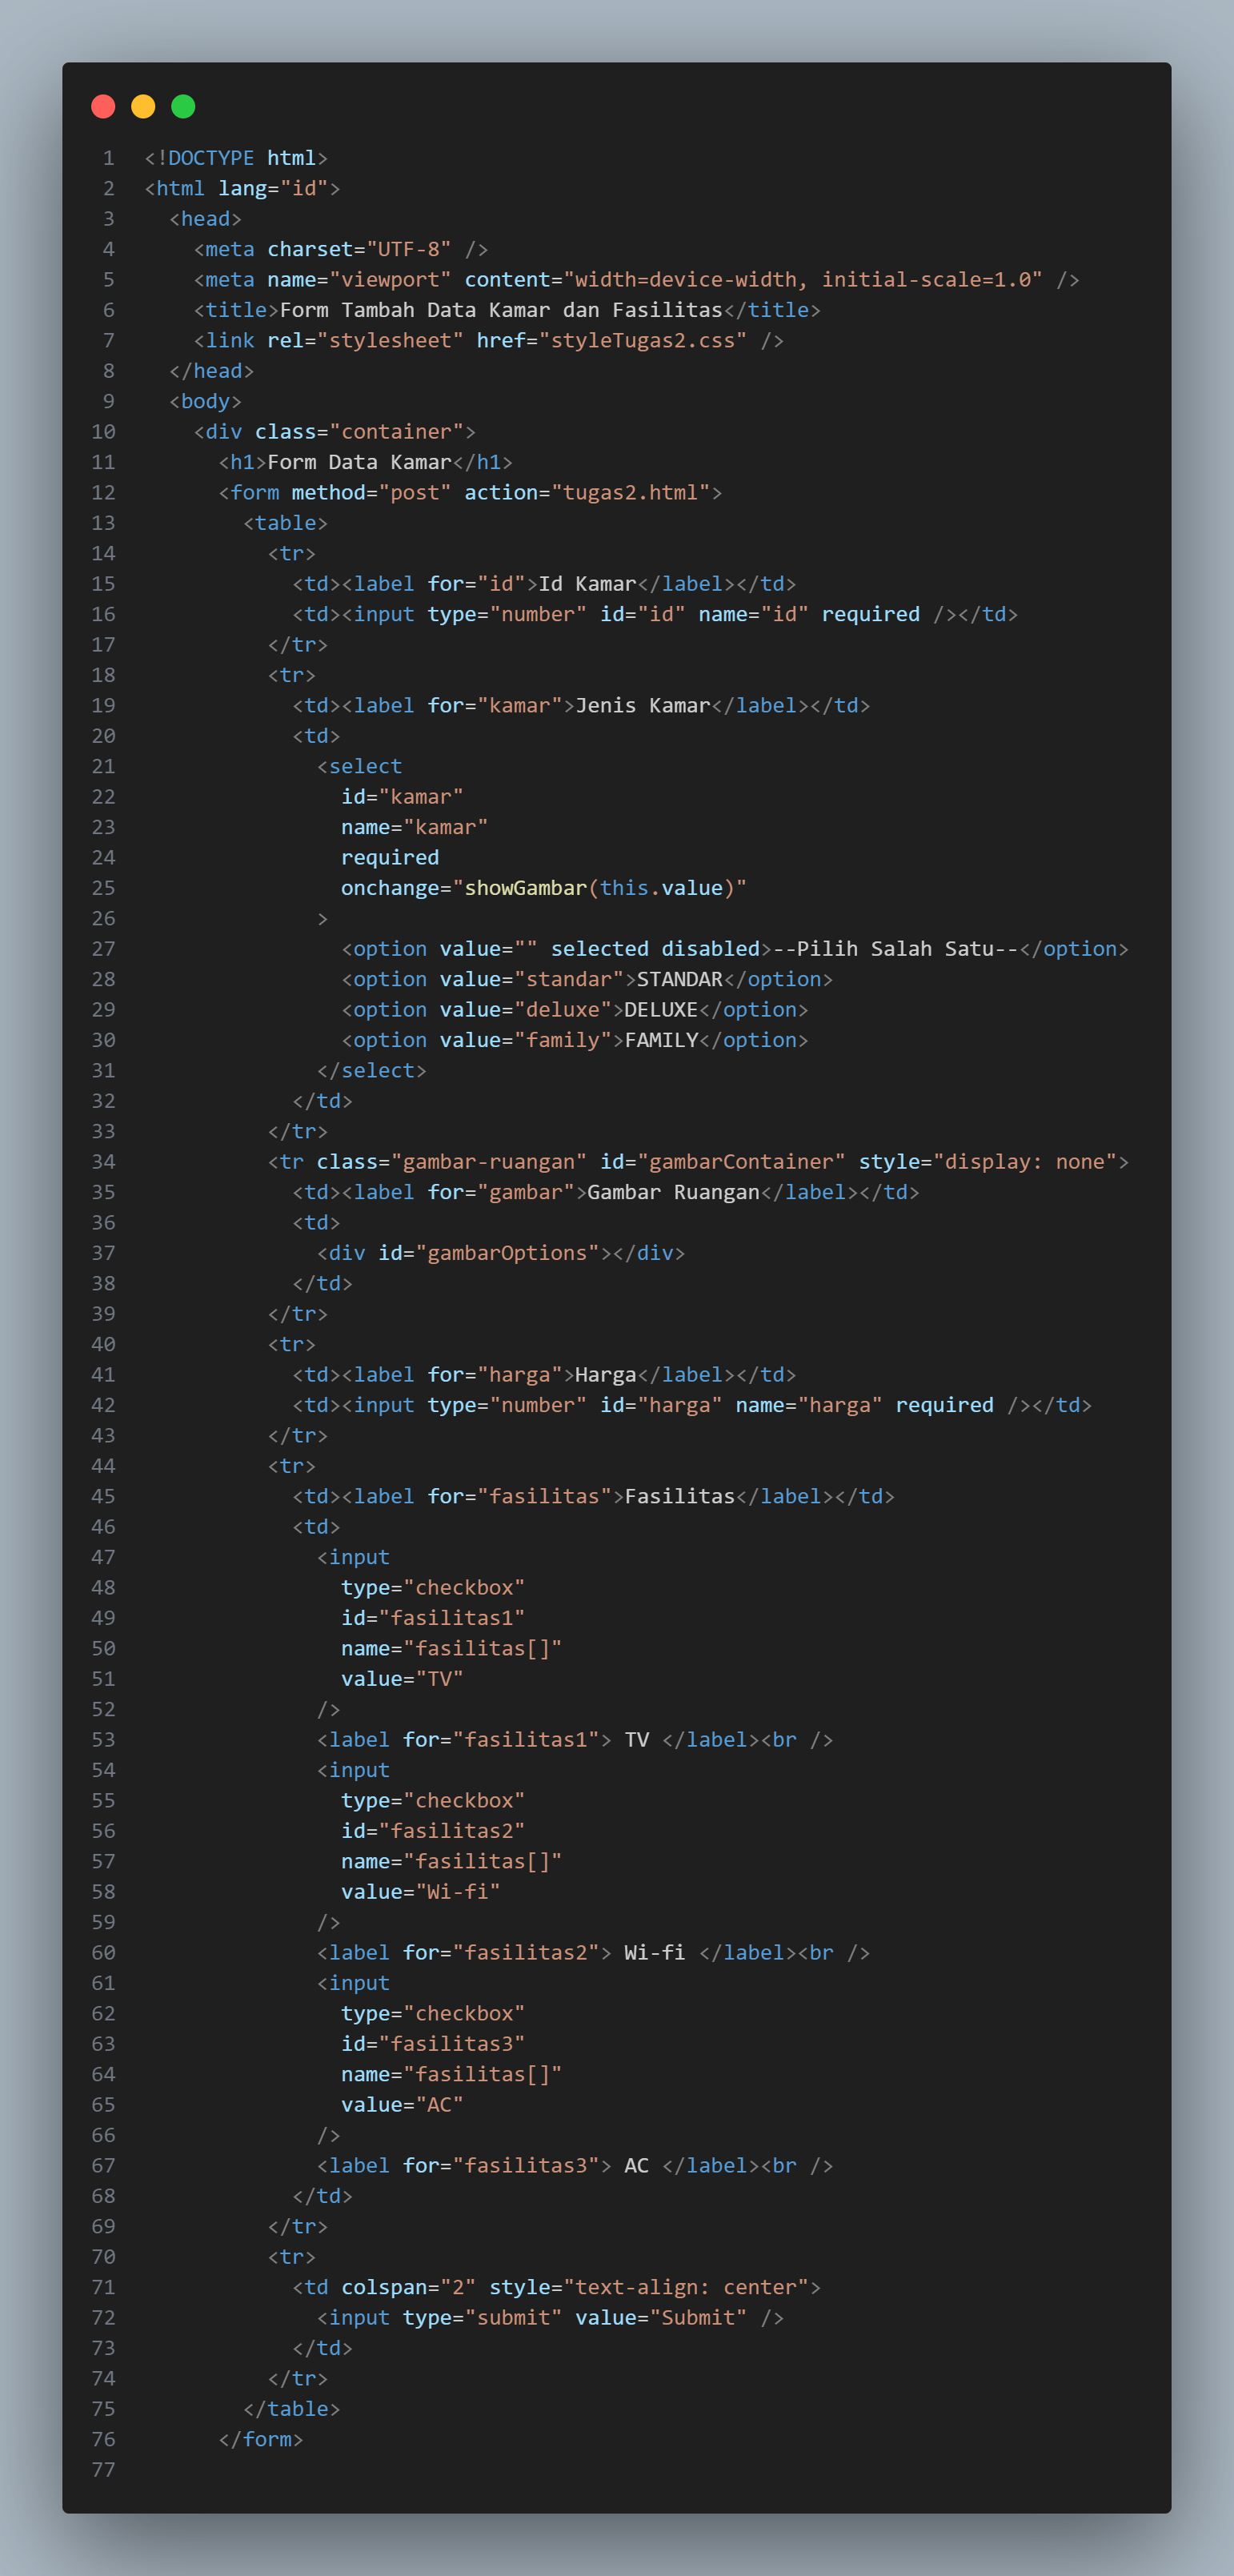 1 <!DOCTYPE html>
2 <html lang="id">
3   <head>
4     <meta charset="UTF-8" />
5     <meta name="viewport" content="width=device-width, initial-scale=1.0" />
6     <title>Form Tambah Data Kamar dan Fasilitas</title>
7     <link rel="stylesheet" href="styleTugas2.css" />
8   </head>
9   <body>
10     <div class="container">
11       <h1>Form Data Kamar</h1>
12       <form method="post" action="tugas2.html">
13         <table>
14           <tr>
15             <td><label for="id">Id Kamar</label></td>
16             <td><input type="number" id="id" name="id" required /></td>
17           </tr>
18           <tr>
19             <td><label for="kamar">Jenis Kamar</label></td>
20             <td>
21               <select
22                 id="kamar"
23                 name="kamar"
24                 required
25                 onchange="showGambar(this.value)"
26               >
27                 <option value="" selected disabled>--Pilih Salah Satu--</option>
28                 <option value="standar">STANDAR</option>
29                 <option value="deluxe">DELUXE</option>
30                 <option value="family">FAMILY</option>
31               </select>
32             </td>
33           </tr>
34           <tr class="gambar-ruangan" id="gambarContainer" style="display: none">
35             <td><label for="gambar">Gambar Ruangan</label></td>
36             <td>
37               <div id="gambarOptions"></div>
38             </td>
39           </tr>
40           <tr>
41             <td><label for="harga">Harga</label></td>
42             <td><input type="number" id="harga" name="harga" required /></td>
43           </tr>
44           <tr>
45             <td><label for="fasilitas">Fasilitas</label></td>
46             <td>
47               <input
48                 type="checkbox"
49                 id="fasilitas1"
50                 name="fasilitas[]"
51                 value="TV"
52               />
53               <label for="fasilitas1"> TV </label><br />
54               <input
55                 type="checkbox"
56                 id="fasilitas2"
57                 name="fasilitas[]"
58                 value="Wi-fi"
59               />
60               <label for="fasilitas2"> Wi-fi </label><br />
61               <input
62                 type="checkbox"
63                 id="fasilitas3"
64                 name="fasilitas[]"
65                 value="AC"
66               />
67               <label for="fasilitas3"> AC </label><br />
68             </td>
69           </tr>
70           <tr>
71             <td colspan="2" style="text-align: center">
72               <input type="submit" value="Submit" />
73             </td>
74           </tr>
75         </table>
76       </form>
77